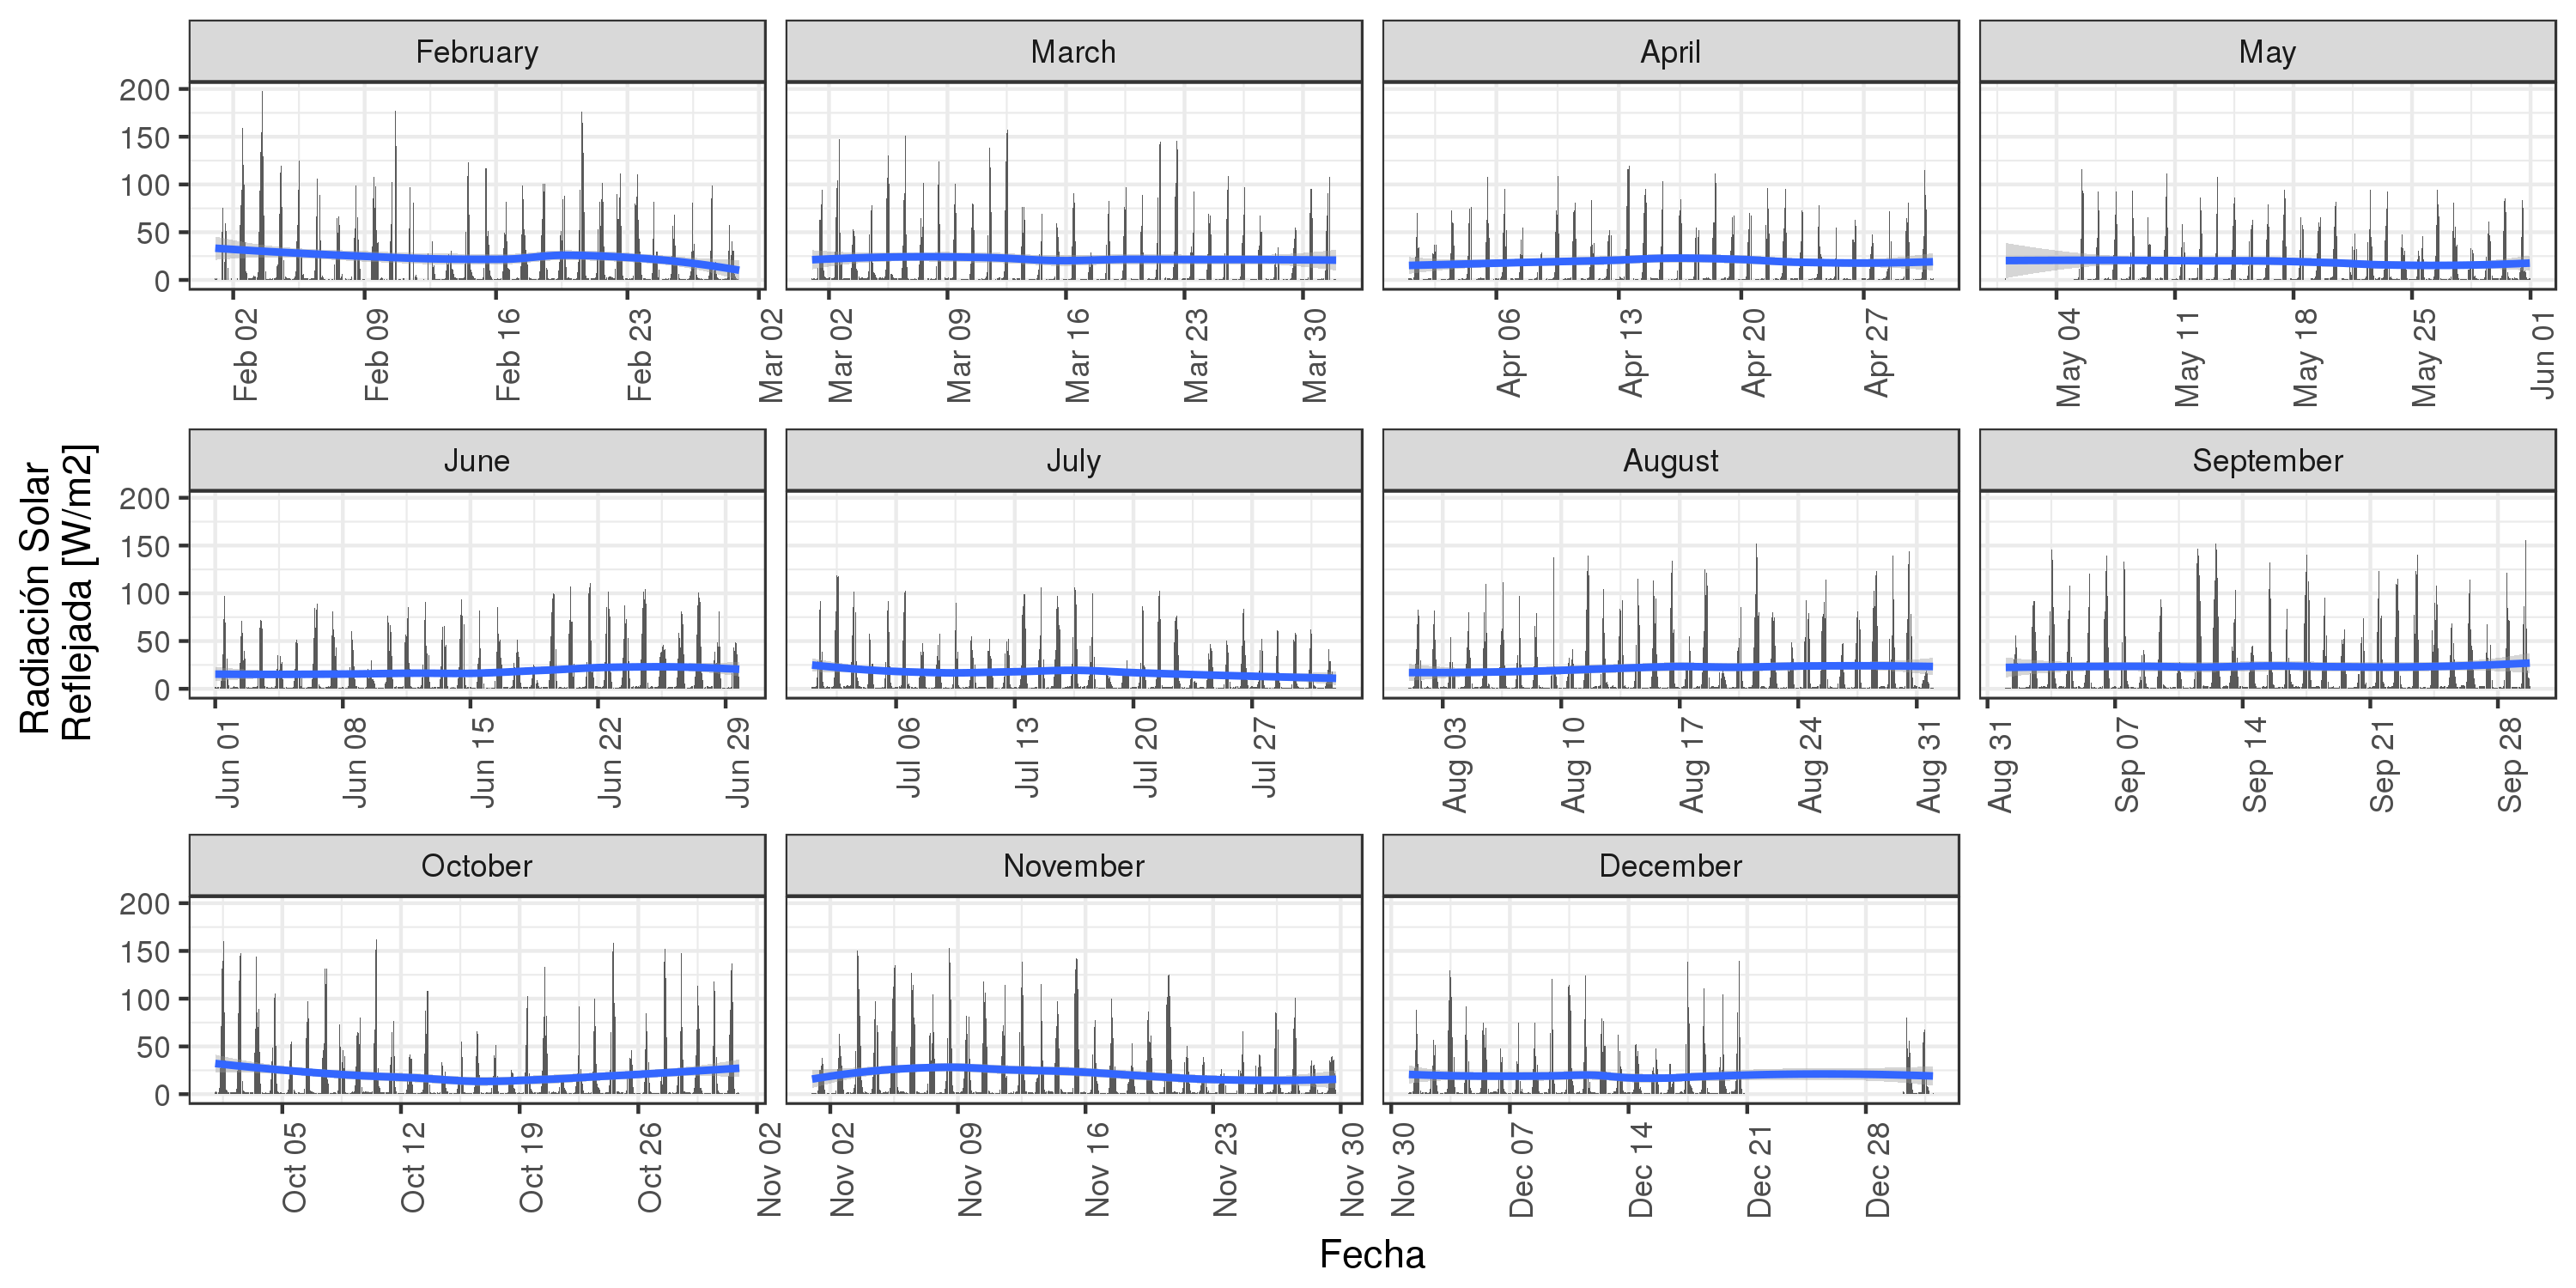 February
March
April
May
200
150
100
50
0
Feb 02
Feb 09
Feb 16
Feb 23
Mar 02
Mar 02
Mar 09
Mar 16
Mar 23
Mar 30
Apr 06
Apr 13
Apr 20
Apr 27
May 04
May 11
May 18
May 25
Jun 01
Radiación Solar
Reflejada [W/m2]
June
July
August
September
200
150
100
50
0
Jun 01
Jun 08
Jun 15
Jun 22
Jun 29
Jul 06
Jul 13
Jul 20
Jul 27
Aug 03
Aug 10
Aug 17
Aug 24
Aug 31
Aug 31
Sep 07
Sep 14
Sep 21
Sep 28
October
November
December
200
150
100
50
0
Oct 05
Oct 12
Oct 19
Oct 26
Nov 02
Nov 02
Nov 09
Nov 16
Nov 23
Nov 30
Nov 30
Dec 07
Dec 14
Dec 21
Dec 28
Fecha